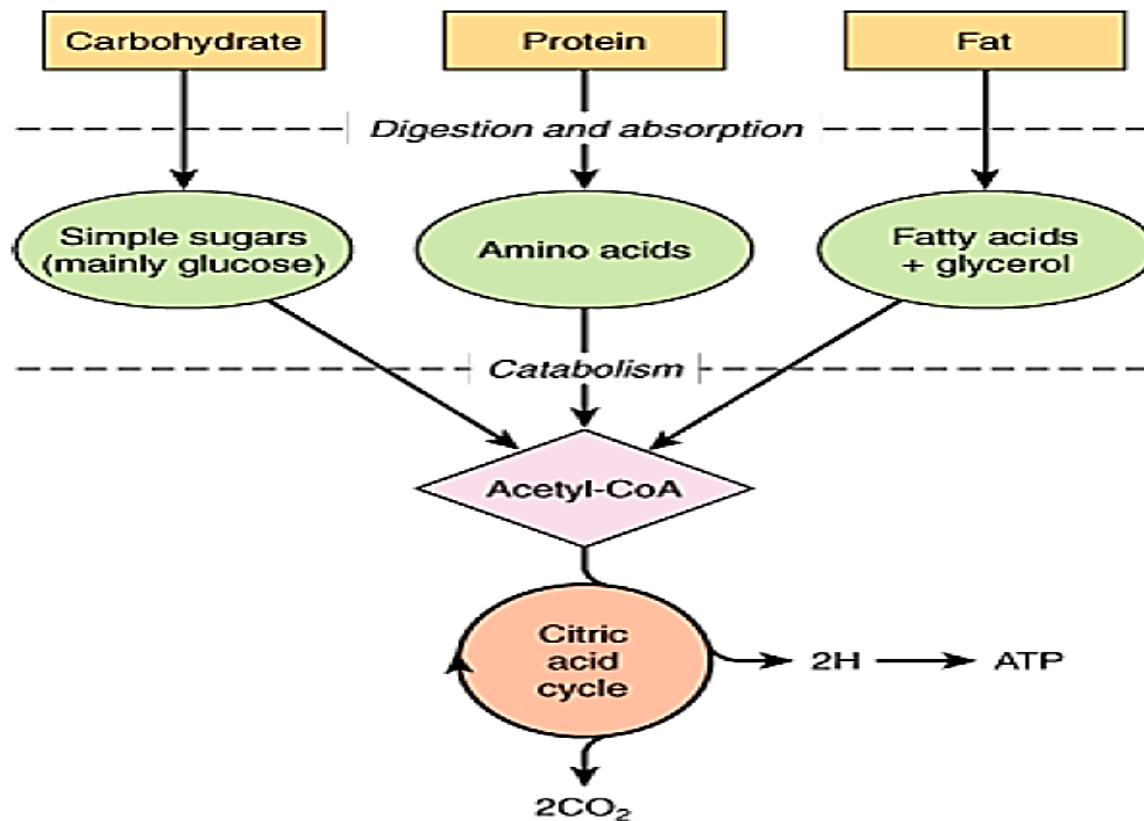 Carbohydrate
Protein
Fat
Digestion and absorption
Simple sugars
(mainly glucose)
Amino acids
Fatty acids
+ glycerol
Catabolism
Acetyl-CoA
Citric
acid
cycle
2H
ATP
2CO₂